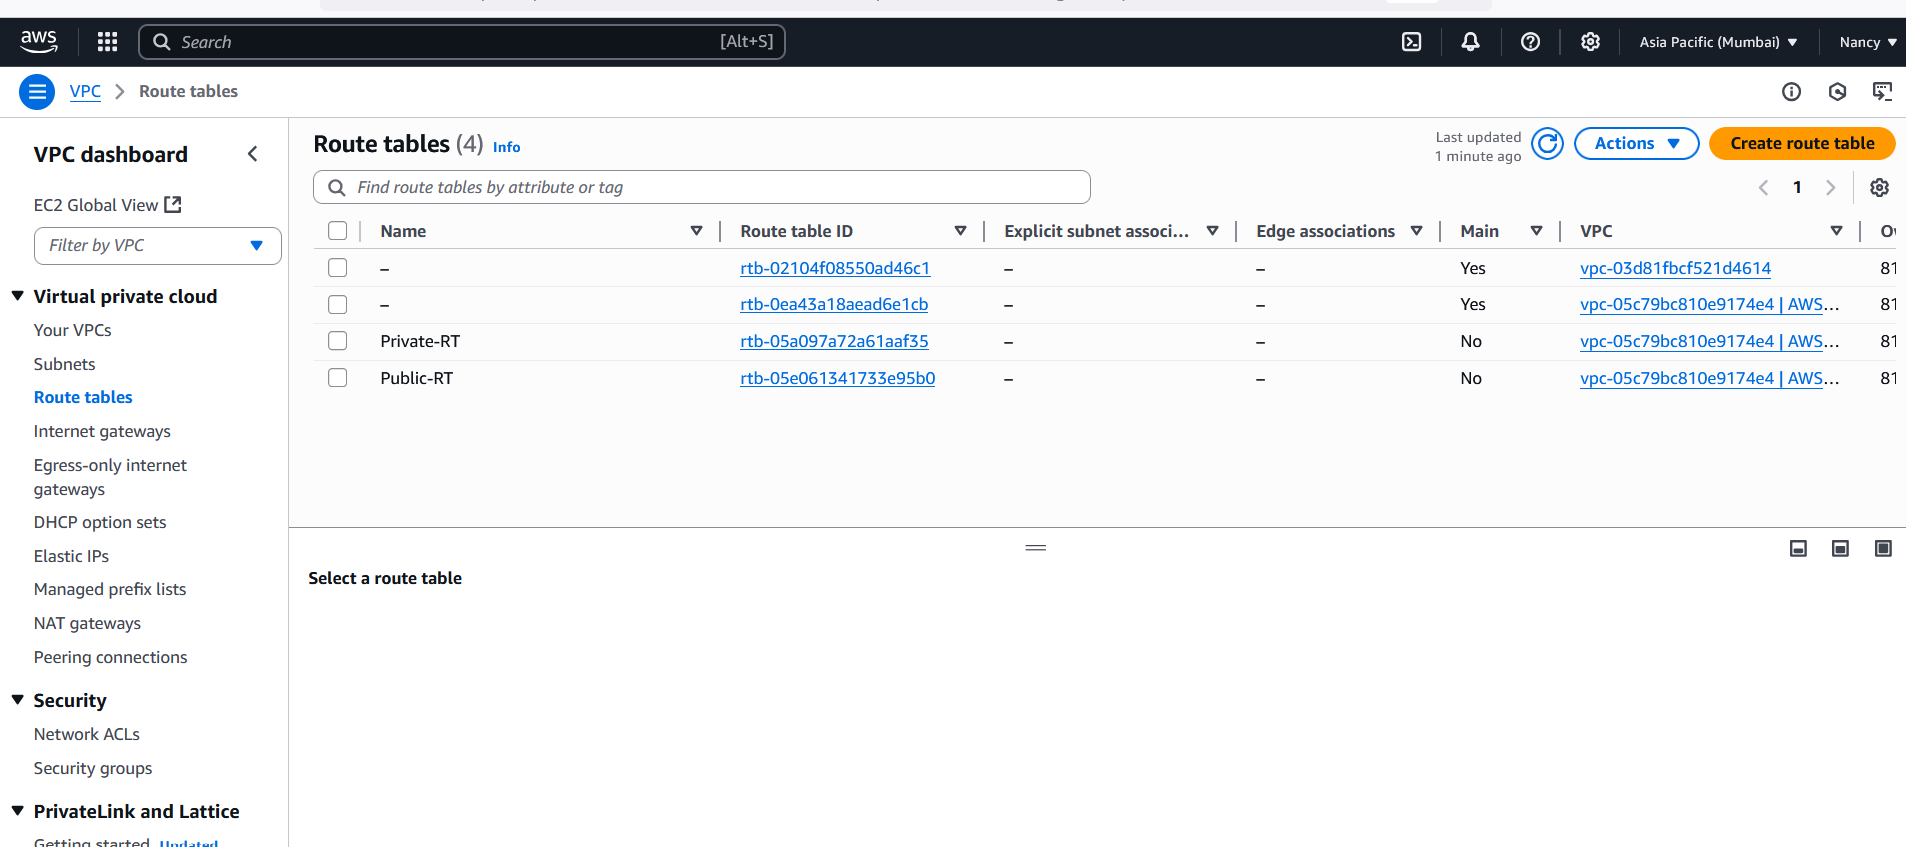 aws
Search [Alt+S]
Asia Pacific (Mumbai)
Nancy
VPC
Route tables
VPC dashboard
EC2 Global View
Filter by VPC
Virtual private cloud
Your VPCs
Subnets
Route tables
Internet gateways
Egress-only internet
gateways
DHCP option sets
Elastic IPs
Managed prefix lists
NAT gateways
Peering connections
Security
Network ACLs
Security groups
PrivateLink and Lattice
Getting started Updated
Route tables (4) Info
Last updated
1 minute ago
Actions
Create route table
Find route tables by attribute or tag
1
Name Route table ID Explicit subnet associ... Edge associations Main VPC
– rtb-02104f08550ad46c1 – – Yes vpc-03d81fbcf521d4614 81
– rtb-0ea43a18aead6e1cb – – Yes vpc-05c79bc810e9174e4 | AWS... 81
Private-RT rtb-05a097a72a61aaf35 – – No vpc-05c79bc810e9174e4 | AWS... 81
Public-RT rtb-05e061341733e95b0 – – No vpc-05c79bc810e9174e4 | AWS... 81
Select a route table